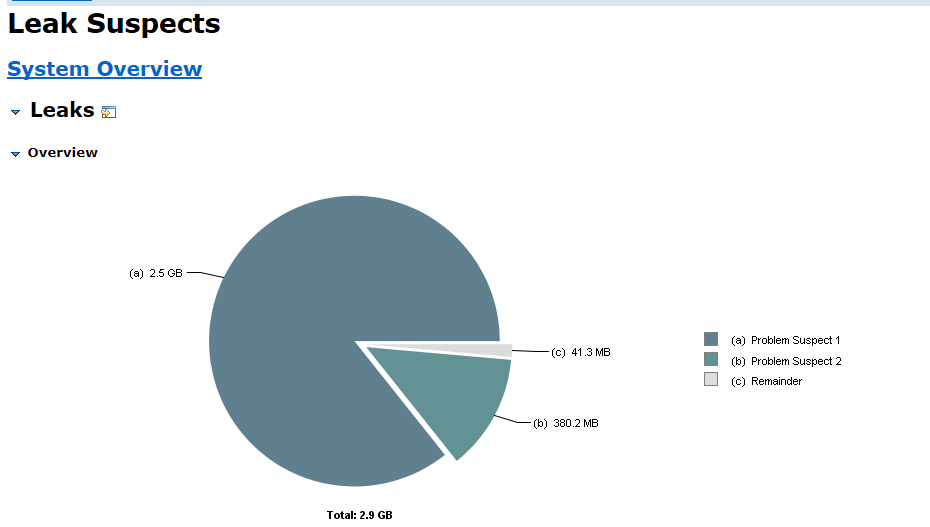 Leak Suspects
System Overview
Leaks
Overview
(a) 2.5 GB
(c) 41.3 MB
(b) 380.2 MB
(a) Problem Suspect 1
(b) Problem Suspect 2
(c) Remainder
Total: 2.9 GB